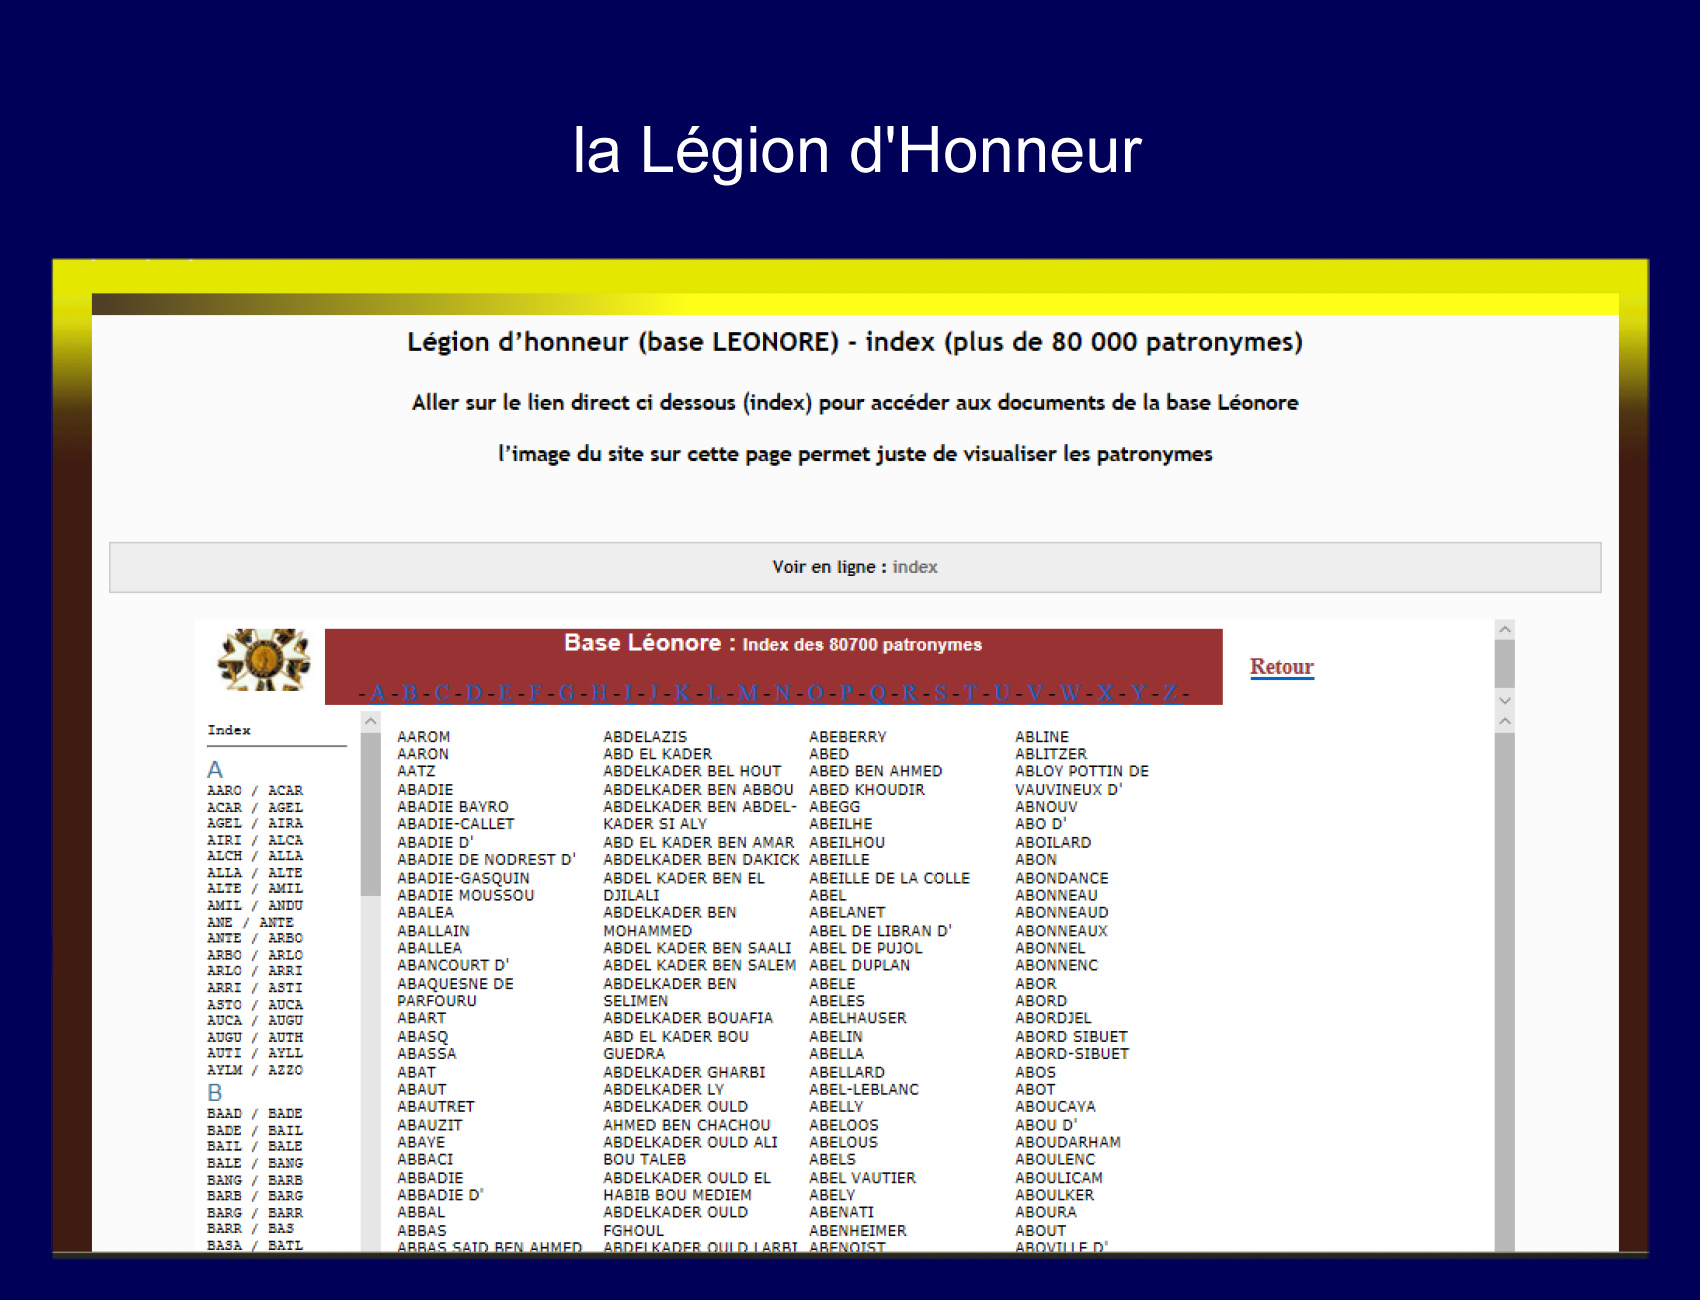 la Légion d'Honneur
Légion d’honneur (base LEONORE) - index (plus de 80 000 patronymes)
Aller sur le lien direct ci dessous (index) pour accéder aux documents de la base Léonore
l’image du site sur cette page permet juste de visualiser les patronymes
Voir en ligne : index
Base Léonore : Index des 80700 patronymes
- A - B - C - D - E - F - G - H - I - J - K - L - M - N - O - P - Q - R - S - T - U - V - W - X - Y - Z -
Retour
Index
A
AARO / ACAR
ACAR / AGEL
AGEL / AIRA
AIRI / ALCA
ALCH / ALLA
ALLA / ALTE
ALTE / AMIL
AMIL / ANDU
ANE / ANTE
ANTE / ARBO
ARBO / ARLO
ARLO / ARRI
ARRI / ASTI
ASTO / AUCA
AUCA / AUGU
AUGU / AUTH
AUTI / AYLL
AYLM / AZZO
B
BAAD / BADE
BADE / BAIL
BAIL / BALE
BALE / BANG
BANG / BARB
BARB / BARG
BARG / BARR
BARR / BAS
BASA / BATL
AAROM
AARON
AATZ
ABADIE
ABADIE BAYRO
ABADIE-CALLET
ABADIE D'
ABADIE DE NODREST D'
ABADIE-GASQUIN
ABADIE MOUSSOU
ABALEA
ABALLAIN
ABALLEA
ABANCOURT D'
ABAQUESNE DE
PARFOURU
ABART
ABASQ
ABASSA
ABAT
ABAUT
ABAUTRET
ABAUZIT
ABAYE
ABBACI
ABBADIE
ABBADIE D'
ABBAL
ABBAS
ABBAS SAID BEN AHMED
ABDELAZIS
ABD EL KADER
ABDELKADER BEL HOUT
ABDELKADER BEN ABBOU
ABDELKADER BEN ABDEL-
KADER SI ALY
ABD EL KADER BEN AMAR
ABDELKADER BEN DAKICK
ABDEL KADER BEN EL
DJILALI
ABDELKADER BEN
MOHAMMED
ABDEL KADER BEN SAALI
ABDEL KADER BEN SALEM
ABDELKADER BEN
SELIMEN
ABDELKADER BOUAFIA
ABD EL KADER BOU
GUEDRA
ABDELKADER GHARBI
ABDELKADER LY
ABDELKADER OULD
AHMED BEN CHACHOU
ABDELKADER OULD ALI
BOU TALEB
ABDELKADER OULD EL
HABIB BOU MEDIEM
ABDELKADER OULD
FGHOUL
ABDELKADER OULD LARBI
ABEBERRY
ABED
ABED BEN AHMED
ABED KHOUDIR
ABEGG
ABEILHE
ABEILHOU
ABEILLE
ABEILLE DE LA COLLE
ABEL
ABELANET
ABEL DE LIBRAN D'
ABEL DE PUJOL
ABEL DUPLAN
ABELE
ABELES
ABELHAUSER
ABELIN
ABELLA
ABELLARD
ABEL-LEBLANC
ABELLY
ABELOOS
ABELOUS
ABELS
ABEL VAUTIER
ABELY
ABENATI
ABENHEIMER
ABENOIST
ABLINE
ABLITZER
ABLOY POTTIN DE
VAUVINEUX D'
ABNOUV
ABO D'
ABOILARD
ABON
ABONDANCE
ABONNEAU
ABONNEAUD
ABONNEAUX
ABONNEL
ABONNENC
ABOR
ABORD
ABORDJEL
ABORD SIBUET
ABORD-SIBUET
ABOS
ABOT
ABOUCAYA
ABOU D'
ABOUDARHAM
ABOULENC
ABOULICAM
ABOULKER
ABOURA
ABOUT
ABOVILLE D'